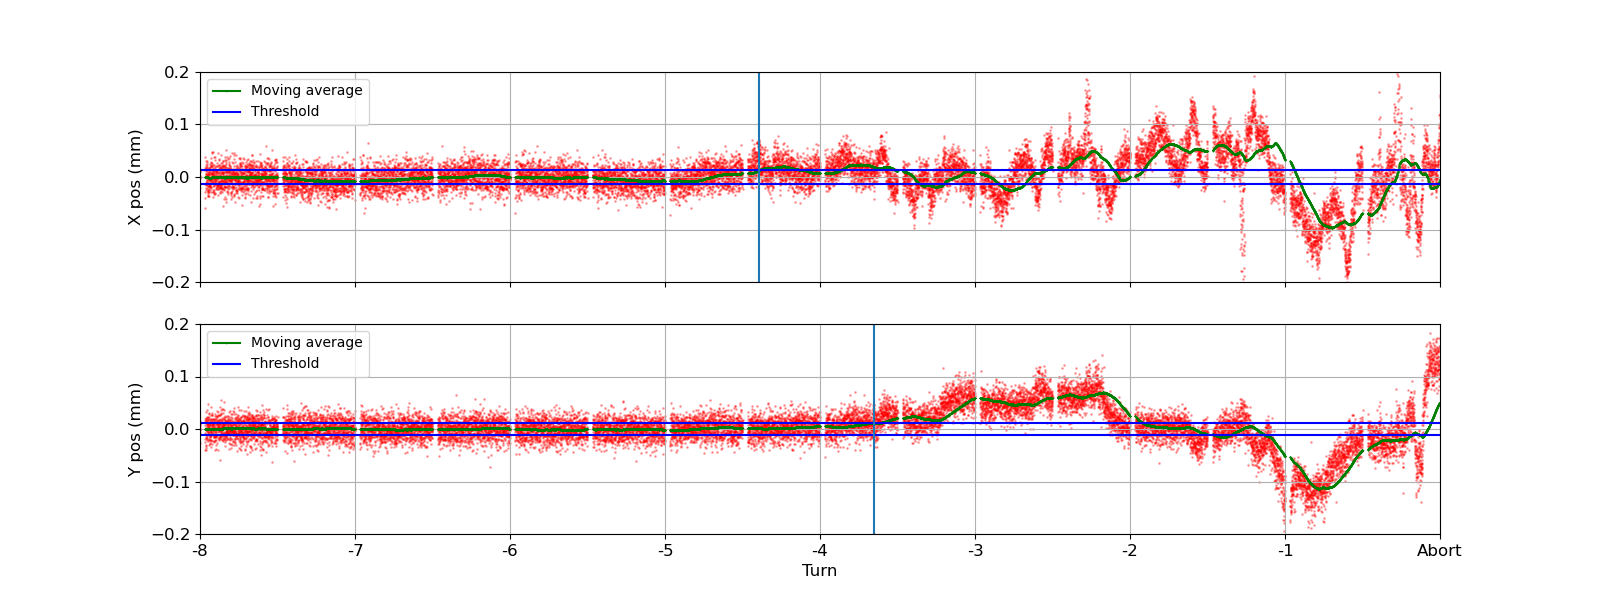 0.2
0.1
0.0
−0.1
−0.2
X pos (mm)
Moving average
Threshold
0.2
0.1
0.0
−0.1
−0.2
Y pos (mm)
Moving average
Threshold
-8 -7 -6 -5 -4 -3 -2 -1 Abort
Turn